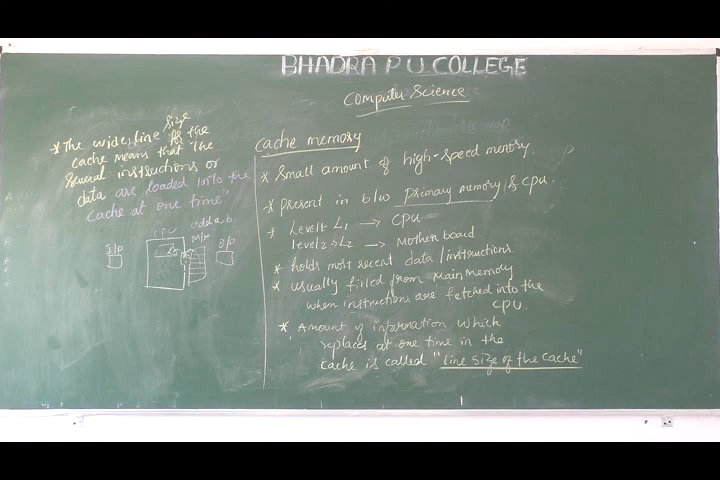 BHADRA P U COLLEGE
Computer Science
* The wide line size of the
cache means that "the
several instructions or
data are loaded into the
cache at one time"
CPU
add a, b
I/P
M/M
O/P
cache memory
* Small amount of high-speed memory.
* present in b/w primary memory & CPU.
* Level1 L1 → CPU
level2 → L2 → Mother board
* holds most recent data/instructions
* usually filled from main memory
when instructions are fetched into the
CPU.
* Amount of information which
replaces at one time in the
cache is called "line size of the cache"